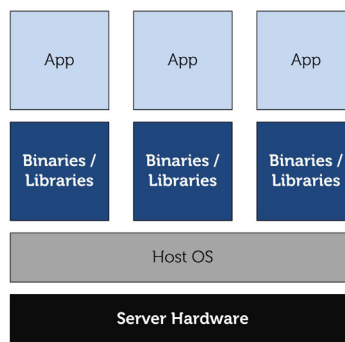 App
App
App
Binaries /
Libraries
Binaries /
Libraries
Binaries /
Libraries
Host OS
Server Hardware